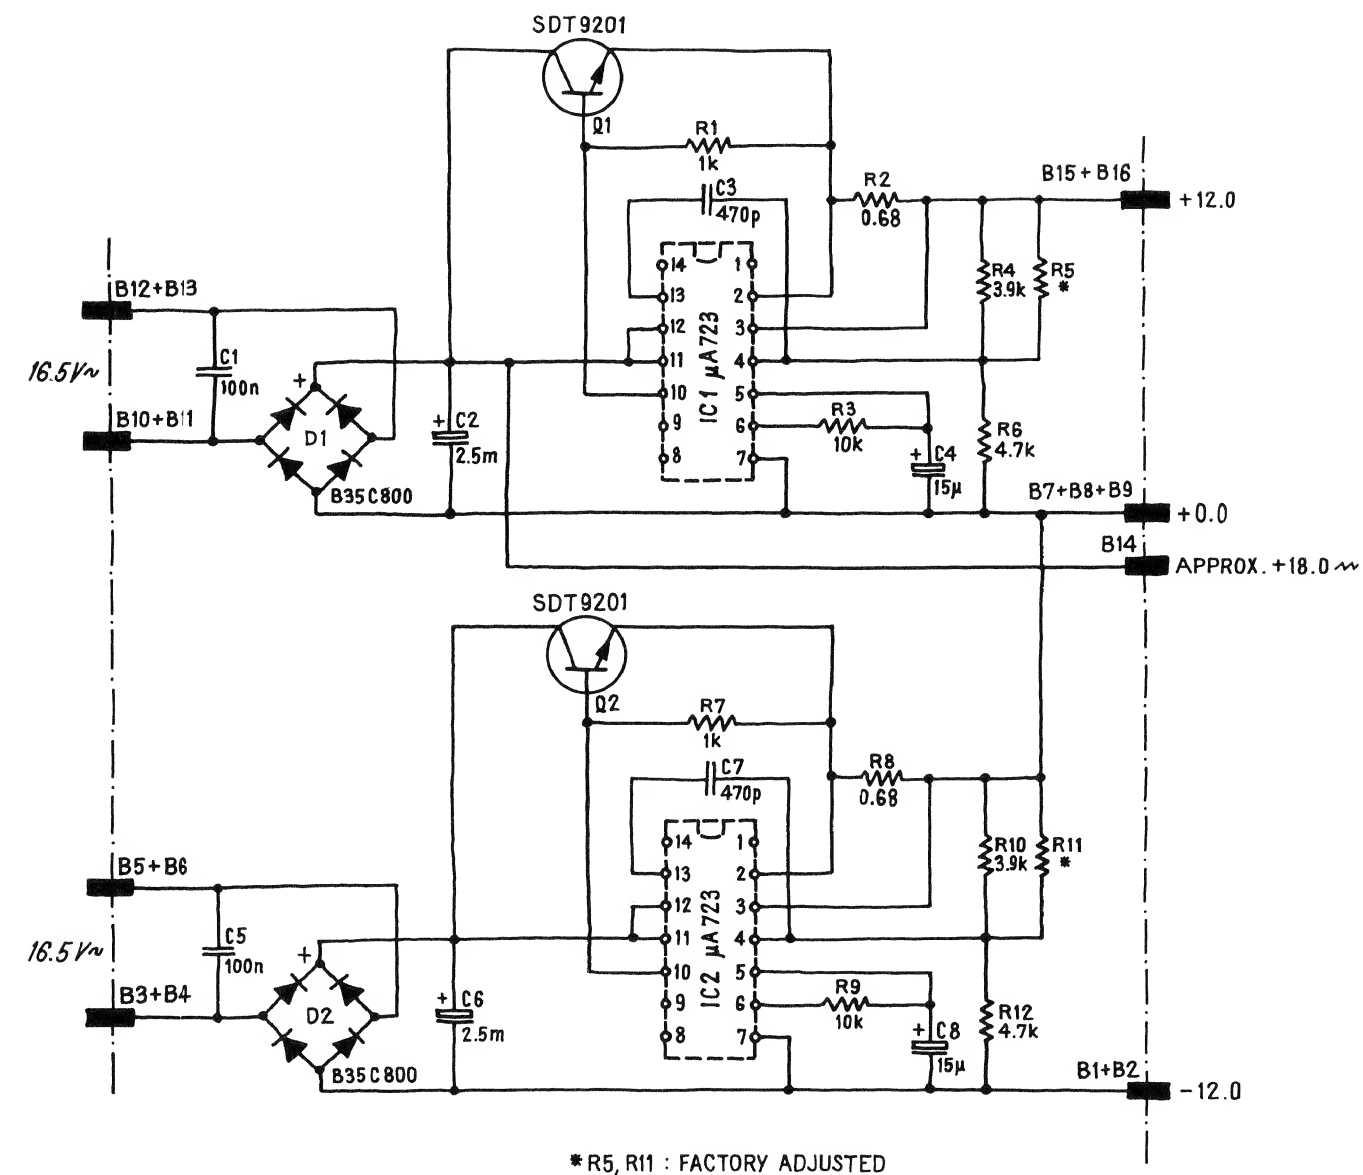 SDT9201
Q1
R1
1k
C3
470p
R2
0.68
B15+B16
+12.0
B12+B13
16.5V~
C1
100n
B10+B11
+
D1
B35C800
+ C2
2.5m
14 1
13 2
12 3
11 4
10 5
9 6
8 7
IC1 µA723
R4
3.9k
R5
*
R3
10k
R6
4.7k
+ C4
15µ
B7+B8+B9
+0.0
B14
APPROX. +18.0
SDT9201
Q2
R7
1k
C7
470p
R8
0.68
B5+B6
16.5V~
C5
100n
B3+B4
+
D2
B35C800
+ C6
2.5m
14 1
13 2
12 3
11 4
10 5
9 6
8 7
IC2 µA723
R10
3.9k
R11
*
R9
10k
R12
4.7k
+ C8
15µ
B1+B2
-12.0
* R5, R11 : FACTORY ADJUSTED